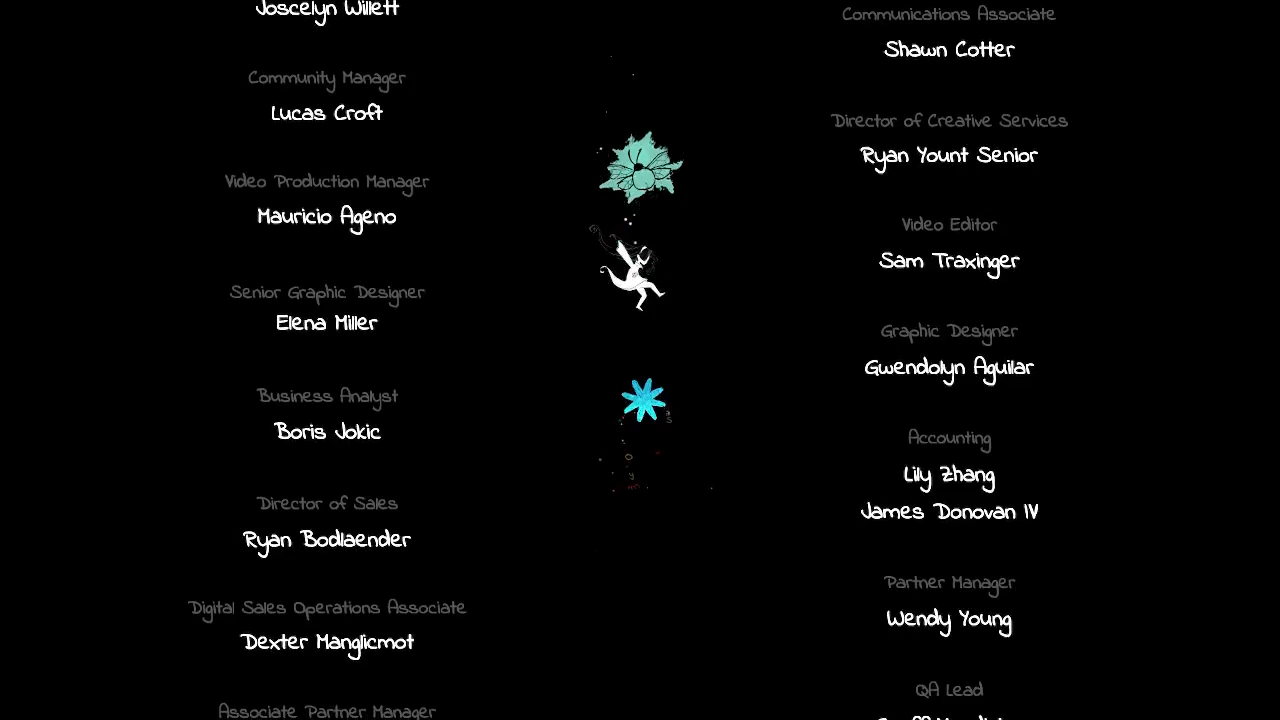 Joscelyn Willett
Community Manager
Lucas Croft
Video Production Manager
Mauricio Ageno
Senior Graphic Designer
Elena Miller
Business Analyst
Boris Jokic
Director of Sales
Ryan Bodlaender
Digital Sales Operations Associate
Dexter Manglicmot
Associate Partner Manager
Communications Associate
Shawn Cotter
Director of Creative Services
Ryan Yount Senior
Video Editor
Sam Traxinger
Graphic Designer
Gwendolyn Aguilar
Accounting
Lily Zhang
James Donovan IV
Partner Manager
Wendy Young
QA Lead